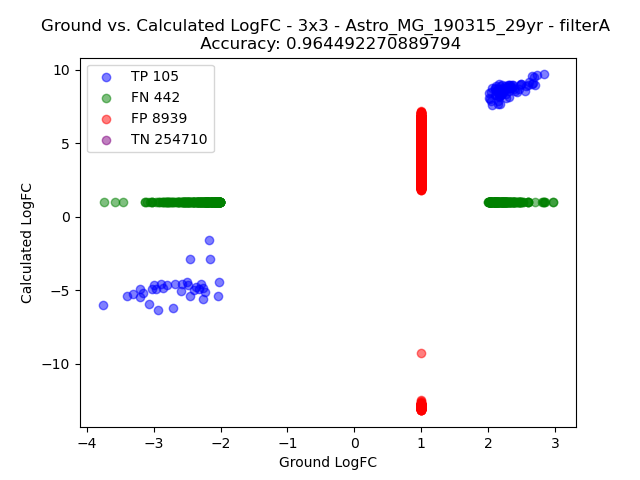 Ground vs. Calculated LogFC - 3x3 - Astro_MG_190315_29yr - filterA
Accuracy: 0.964492270889794
TP 105
FN 442
FP 8939
TN 254710
10
5
0
−5
−10
Calculated LogFC
−4
−3
−2
−1
0
1
2
3
Ground LogFC